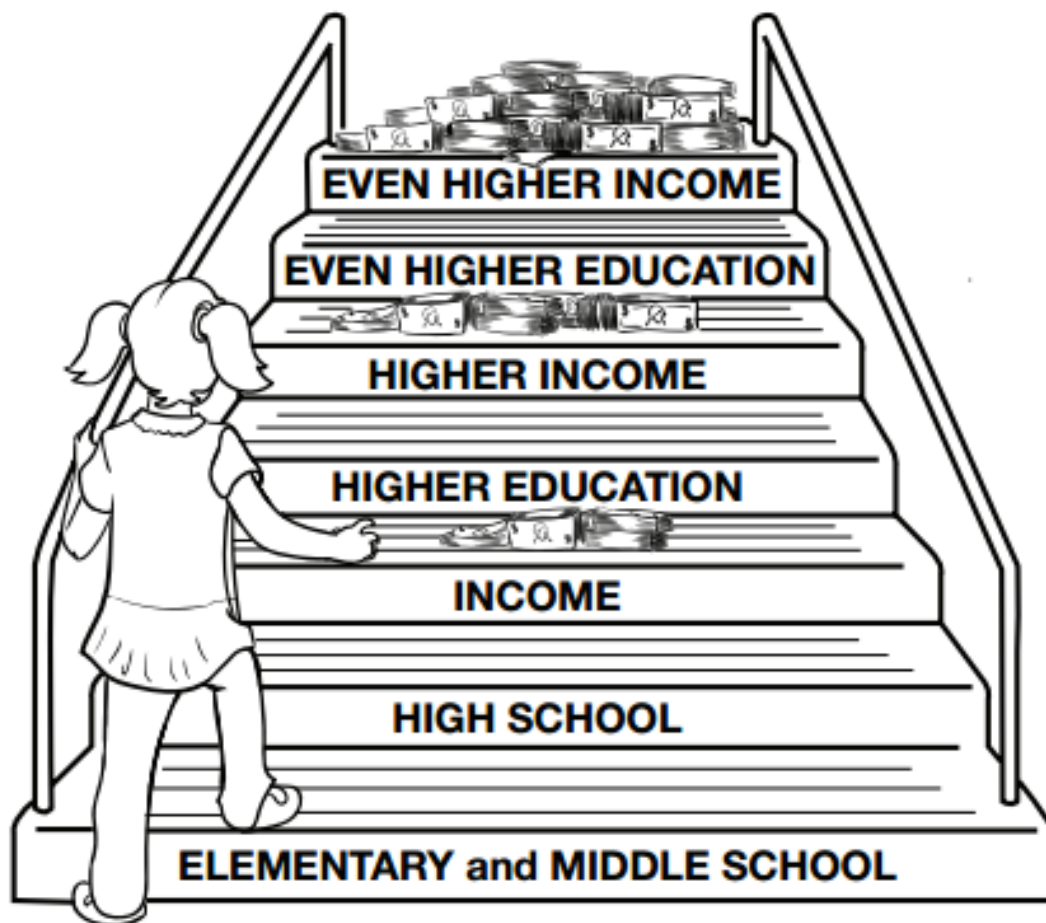 EVEN HIGHER INCOME
EVEN HIGHER EDUCATION
HIGHER INCOME
HIGHER EDUCATION
INCOME
HIGH SCHOOL
ELEMENTARY and MIDDLE SCHOOL